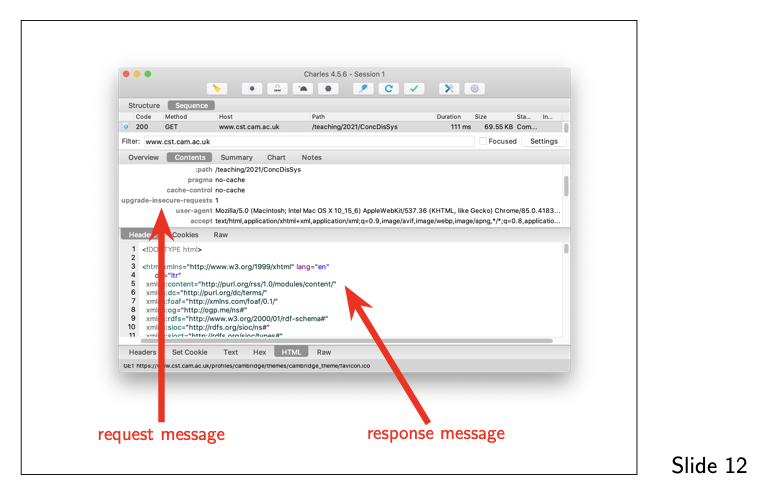 Charles 4.5.6 - Session 1
Structure Sequence
Code Method Host Path Duration Size Sta... In...
200 GET www.cst.cam.ac.uk /teaching/2021/ConcDisSys 111 ms 69.55 KB Com...
Filter: www.cst.cam.ac.uk Focused Settings
Overview Contents Summary Chart Notes
:path /teaching/2021/ConcDisSys
pragma no-cache
cache-control no-cache
upgrade-insecure-requests 1
user-agent Mozilla/5.0 (Macintosh; Intel Mac OS X 10_15_6) AppleWebKit/537.36 (KHTML, like Gecko) Chrome/85.0.4183...
accept text/html,application/xhtml+xml,application/xml;q=0.9,image/avif,image/webp,image/apng,*/*;q=0.8,applicatio...
Headers Cookies Raw
1 <!DOCTYPE html>
2
3 <html xmlns="http://www.w3.org/1999/xhtml" lang="en"
4 dir="ltr"
5 xmlns:content="http://purl.org/rss/1.0/modules/content/"
6 xmlns:dc="http://purl.org/dc/terms/"
7 xmlns:foaf="http://xmlns.com/foaf/0.1/"
8 xmlns:og="http://ogp.me/ns#"
9 xmlns:rdfs="http://www.w3.org/2000/01/rdf-schema#"
10 xmlns:sioc="http://rdfs.org/sioc/ns#"
11 xmlns:sioct="http://rdfs.org/sioc/types#"
Headers Set Cookie Text Hex HTML Raw
GET https://www.cst.cam.ac.uk/profiles/cambridge/themes/cambridge_theme/favicon.ico
request message
response message
Slide 12